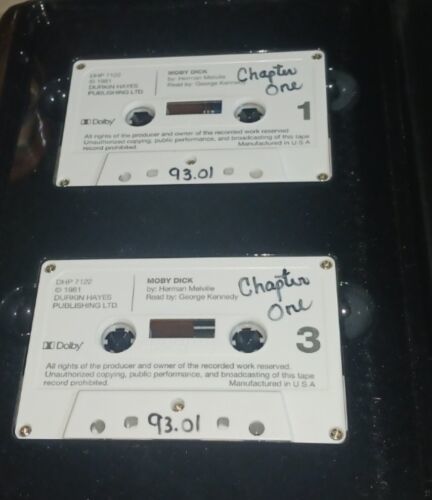 DHP 7122
© 1981
DURKIN HAYES
PUBLISHING LTD.
MOBY DICK
by: Herman Melville
Read by: George Kennedy
Chapter
One
1
Dolby
All rights of the producer and owner of the recorded work reserved
Unauthorized copying, public performance, and broadcasting of this tape
record prohibited. Manufactured in U.S.A
93.01
DHP 7122
© 1981
DURKIN HAYES
PUBLISHING LTD.
MOBY DICK
by: Herman Melville
Read by: George Kennedy
Chapter
One
3
Dolby
All rights of the producer and owner of the recorded work reserved.
Unauthorized copying, public performance, and broadcasting of this tape
record prohibited. Manufactured in U.S.A
93.01